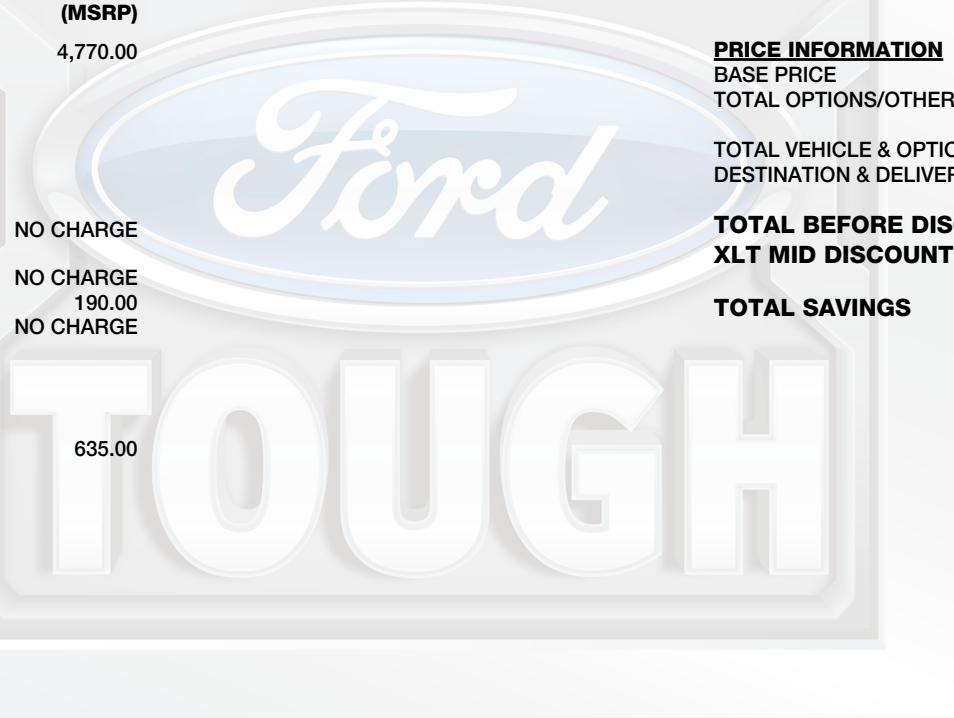 (MSRP)
4,770.00
NO CHARGE
NO CHARGE
190.00
NO CHARGE
635.00
PRICE INFORMATION
BASE PRICE
TOTAL OPTIONS/OTHER
TOTAL VEHICLE & OPTIO
DESTINATION & DELIVER
TOTAL BEFORE DIS
XLT MID DISCOUNT
TOTAL SAVINGS
Ford
TOUGH